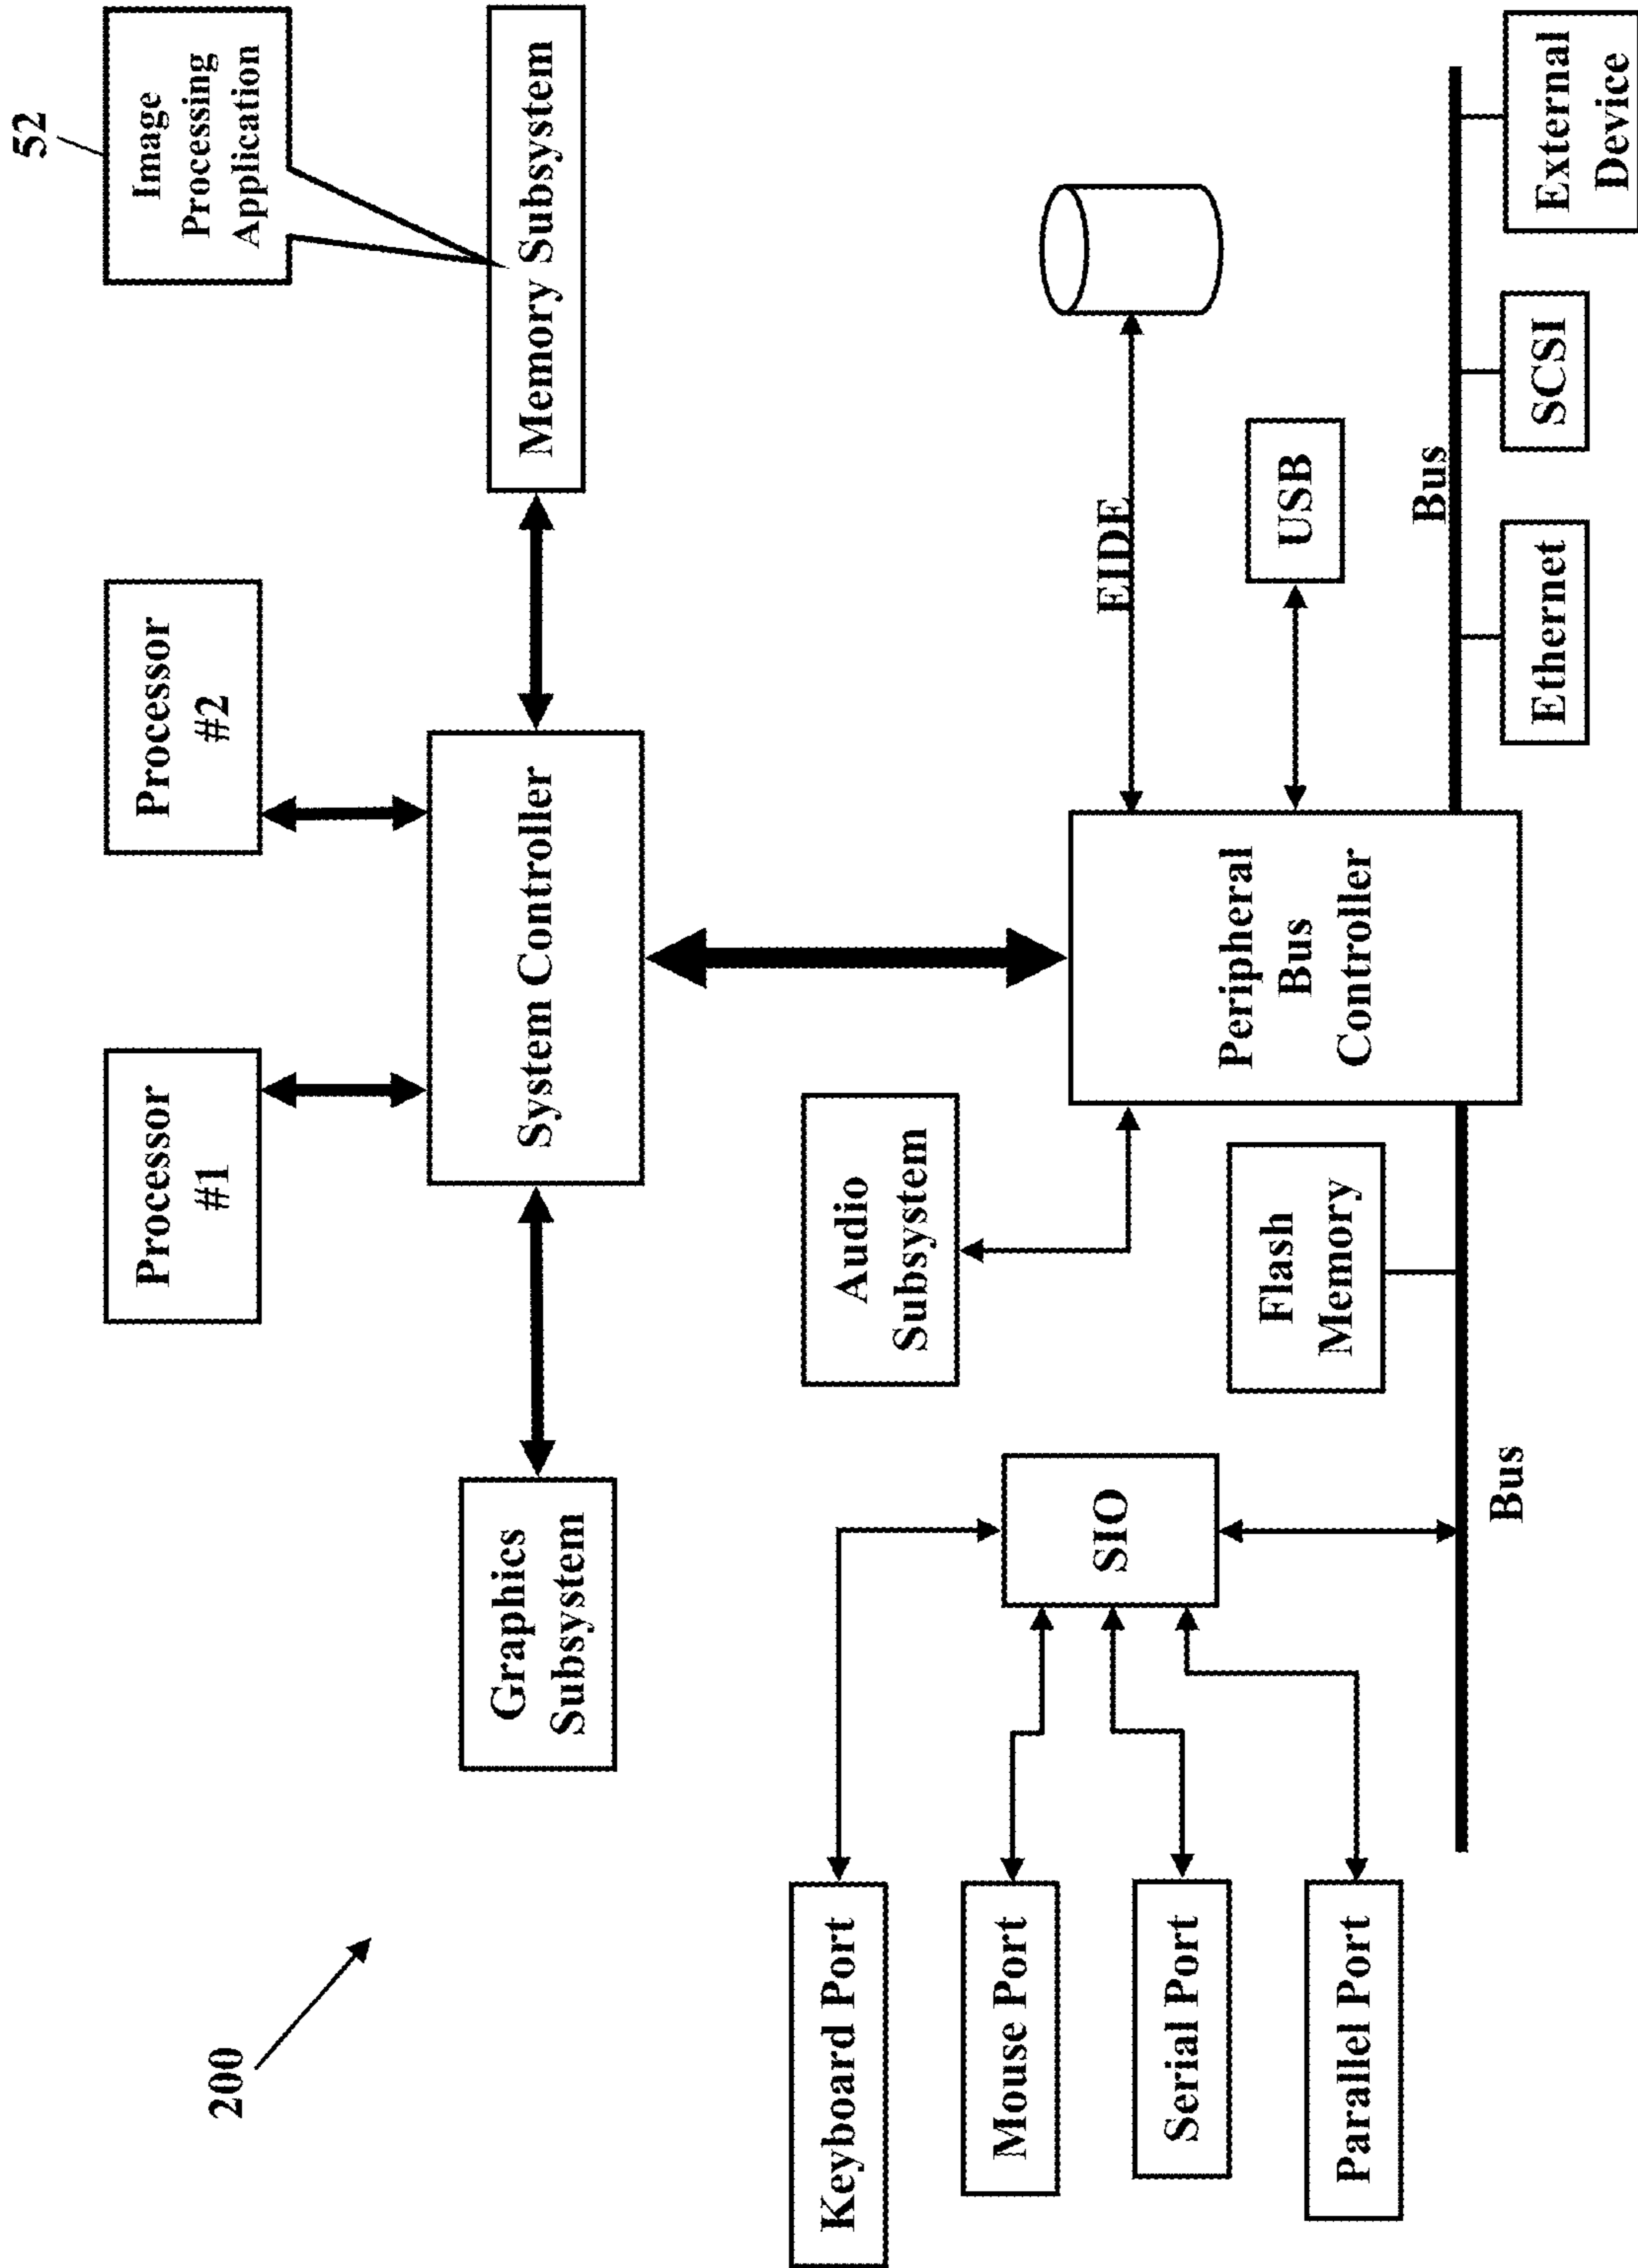 52
Image
Processing
Application
Processor
#1
Processor
#2
Graphics
Subsystem
System Controller
Memory Subsystem
200
Audio
Subsystem
Keyboard Port
Mouse Port
Serial Port
Parallel Port
SIO
Flash
Memory
Peripheral
Bus
Controller
EIDE
USB
Bus
Bus
Ethernet
SCSI
External
Device